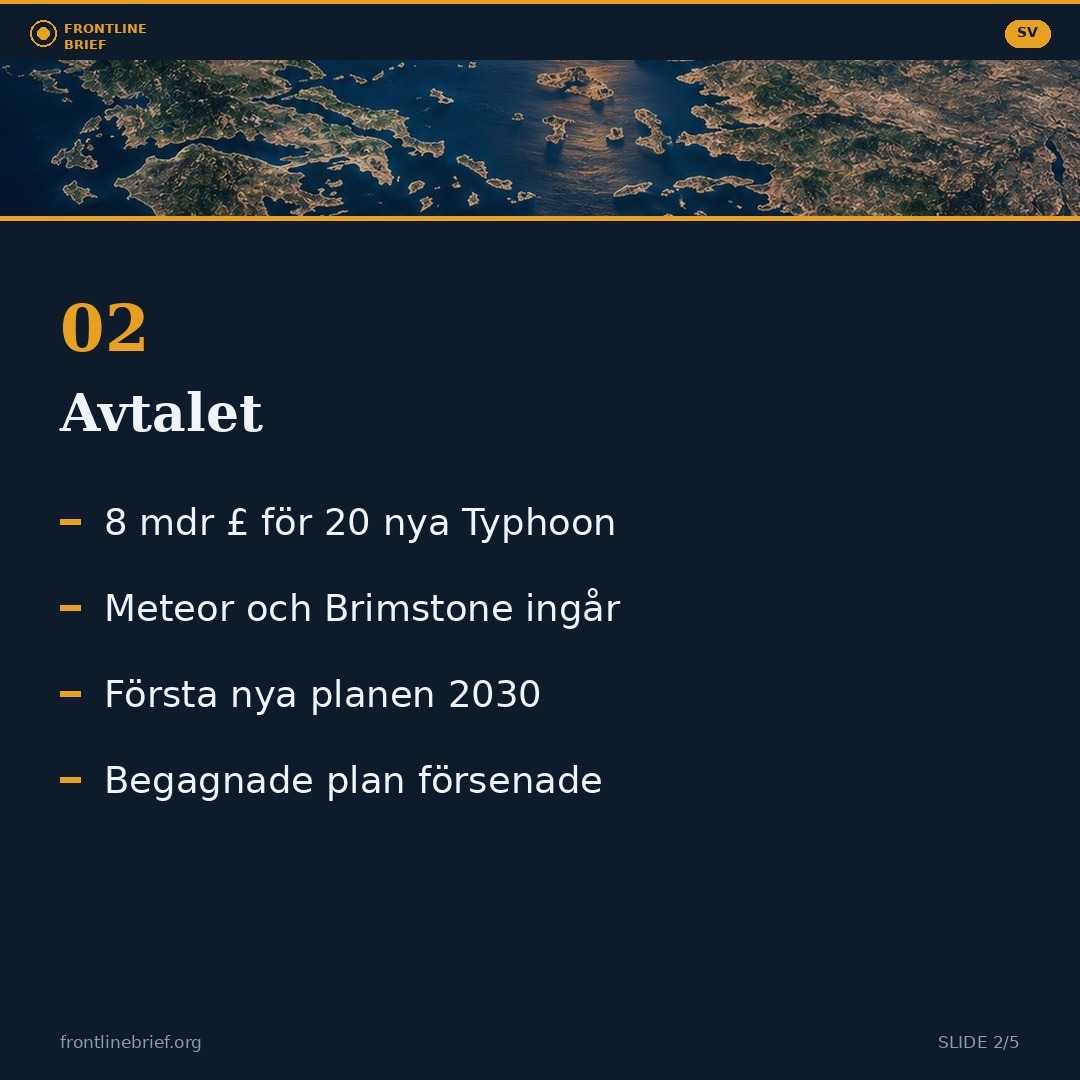 FRONTLINE
BRIEF
SV
02
Avtalet
8 mdr £ för 20 nya Typhoon
Meteor och Brimstone ingår
Första nya planen 2030
Begagnade plan försenade
frontlinebrief.org
SLIDE 2/5